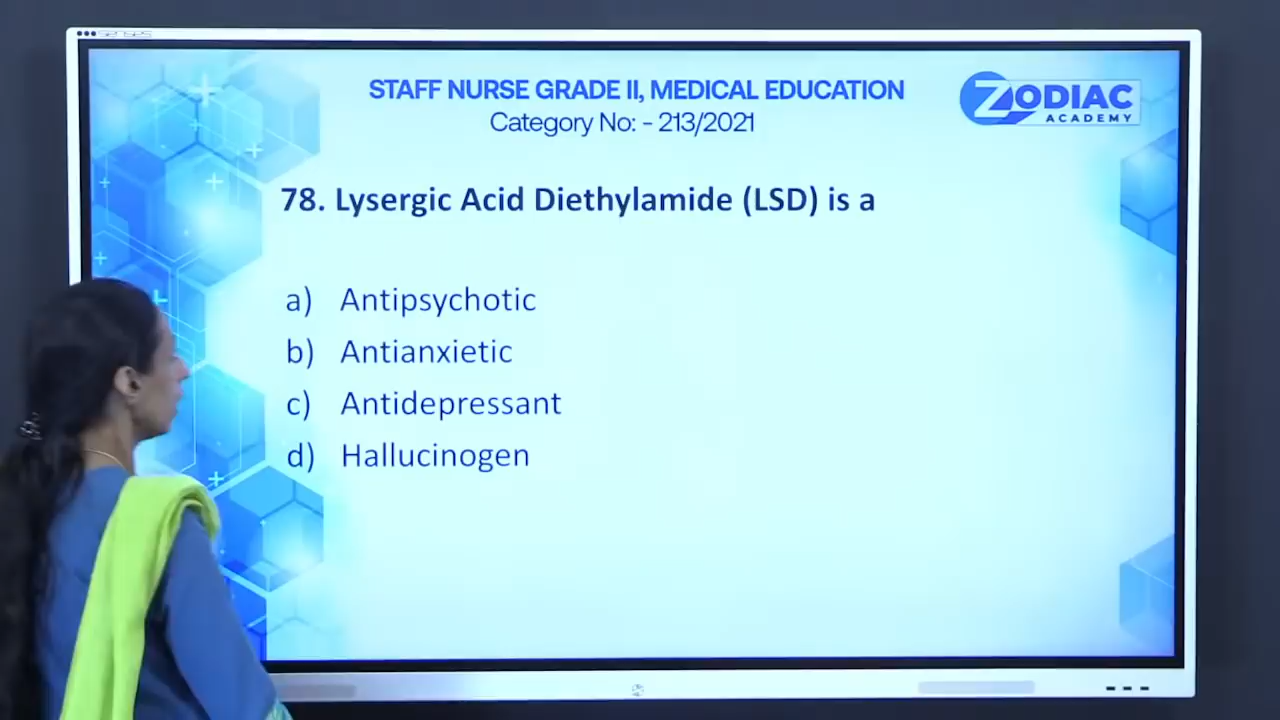 STAFF NURSE GRADE II, MEDICAL EDUCATION
Category No: - 213/2021
ZODIAC
ACADEMY
78. Lysergic Acid Diethylamide (LSD) is a
a) Antipsychotic
b) Antianxietic
c) Antidepressant
d) Hallucinogen